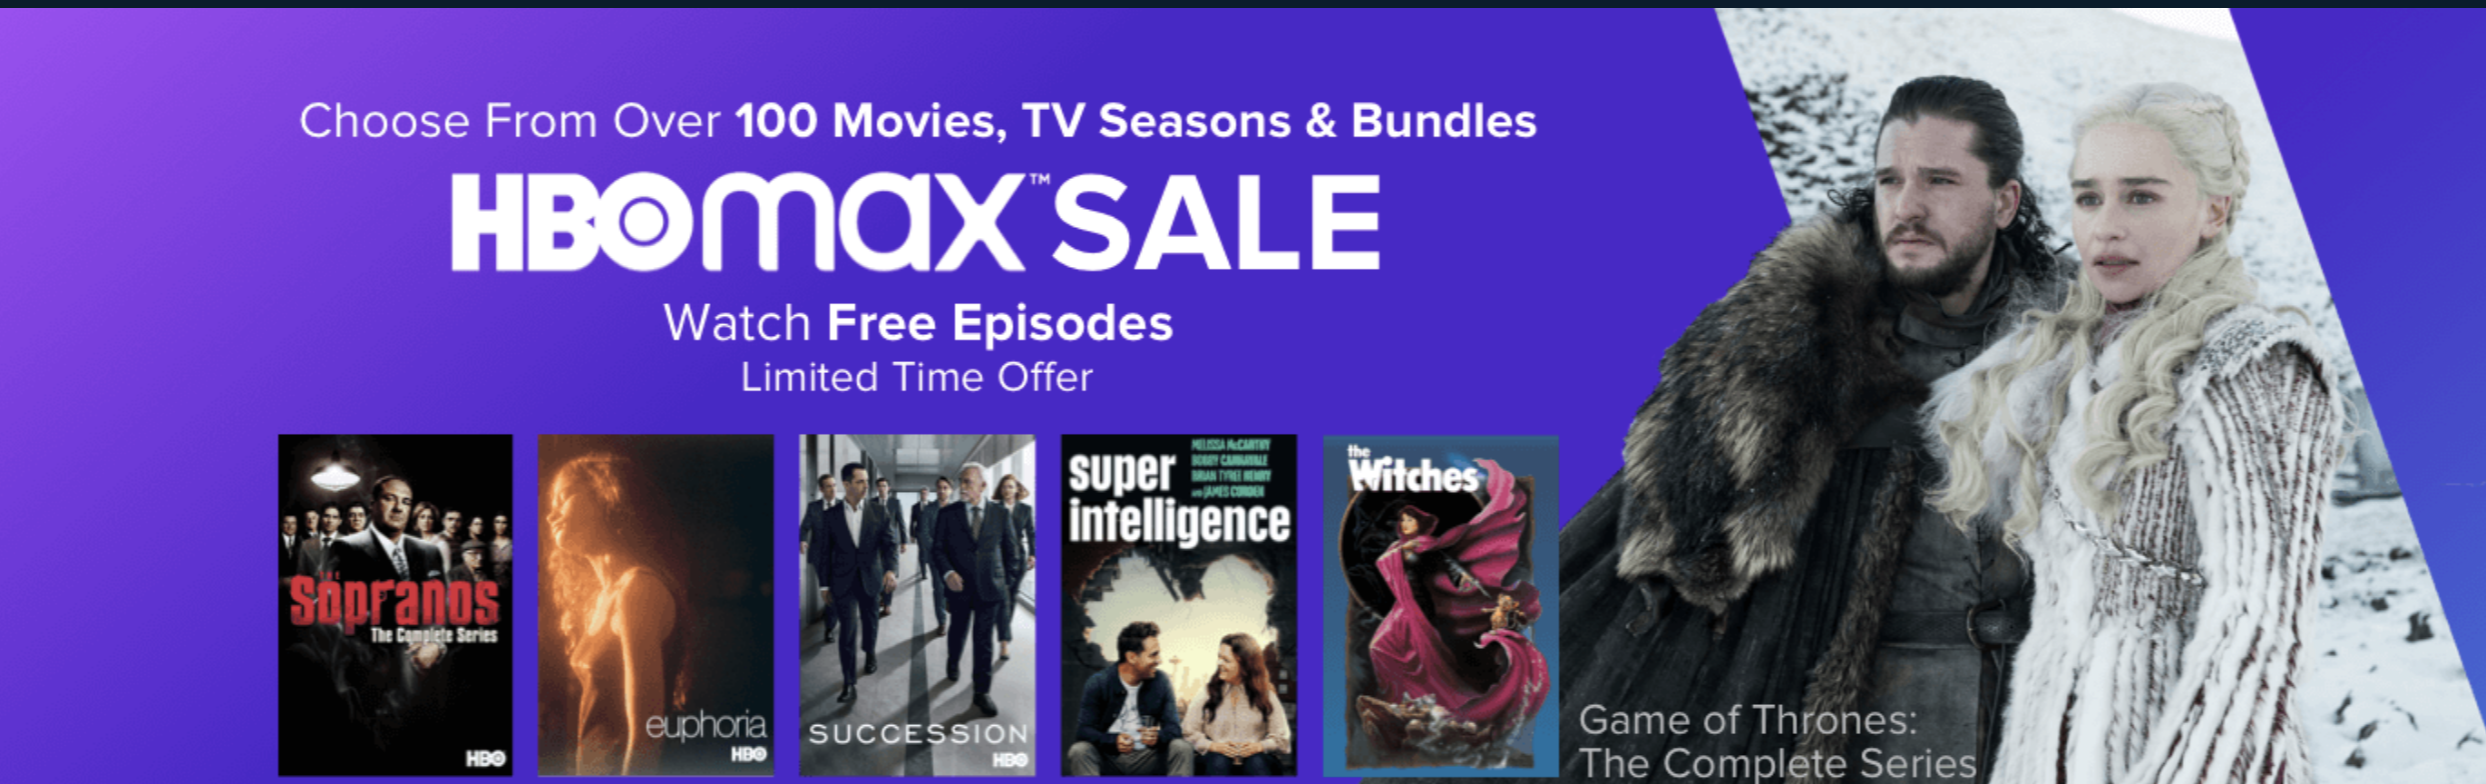 Choose From Over 100 Movies, TV Seasons & Bundles
HBOmax™ SALE
Watch Free Episodes
Limited Time Offer
THE
Sopranos
The Complete Series
HBO
euphoria
HBO
SUCCESSION
HBO
super
intelligence
MELISSA McCARTHY
BOBBY CANNAVALE
BRIAN TYREE HENRY
AND JAMES CORDEN
the
Witches
Game of Thrones:
The Complete Series